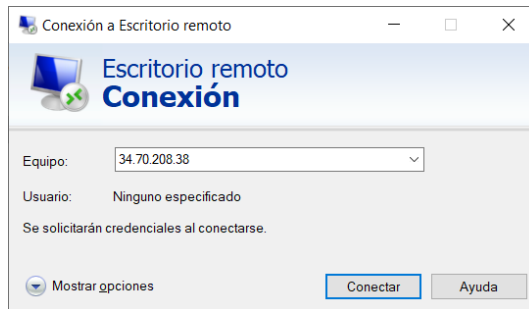 Conexión a Escritorio remoto
Escritorio remoto
Conexión
Equipo: 34.70.208.38
Usuario: Ninguno especificado
Se solicitarán credenciales al conectarse.
Mostrar opciones Conectar Ayuda